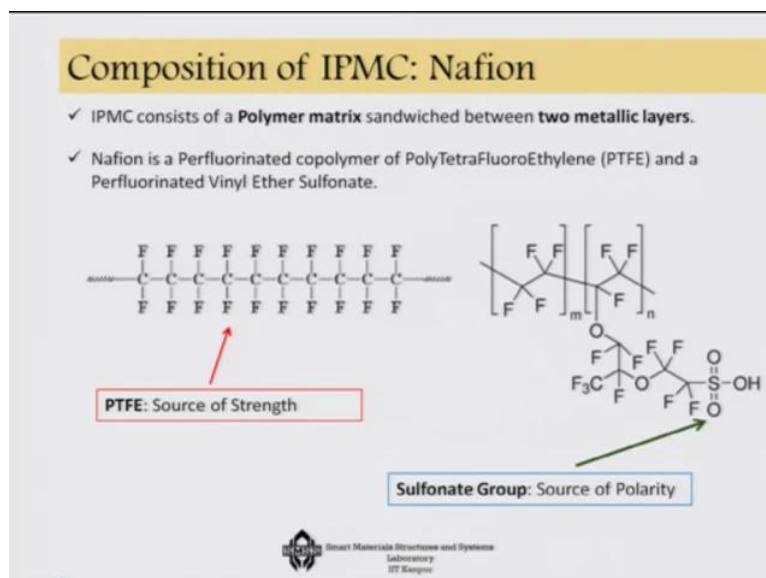 Composition of IPMC: Nafion
✓ IPMC consists of a Polymer matrix sandwiched between two metallic layers.
✓ Nafion is a Perfluorinated copolymer of PolyTetraFluoroEthylene (PTFE) and a
Perfluorinated Vinyl Ether Sulfonate.
F F F F F F F F F F
C C C C C C C C C C
F F F F F F F F F F
F F F F
F F m F n
O
F F F F O
F3C O S OH
F F F O
PTFE: Source of Strength
Sulfonate Group: Source of Polarity
Smart Materials Structures and Systems
Laboratory
IIT Kanpur